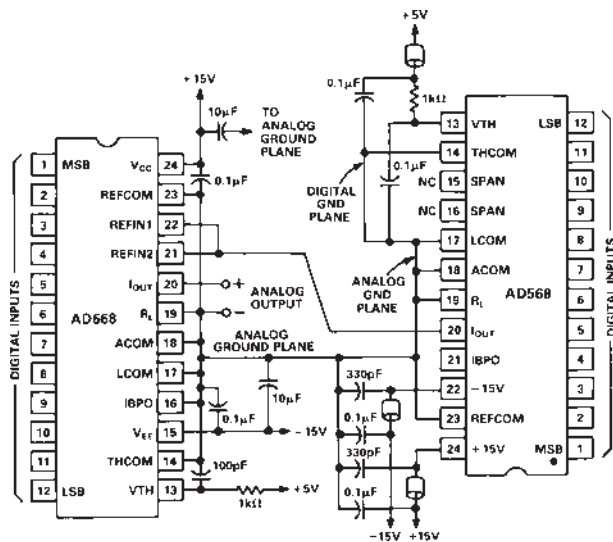 +5V
0.1μF
1kΩ
+15V
10μF
TO
ANALOG
GROUND
PLANE
0.1μF
DIGITAL INPUTS
1 MSB
2
3
4
5
6
7
8
9
10
11
12 LSB
AD668
VCC 24
REFCOM 23
REFIN1 22
REFIN2 21
IOUT 20
RL 19
ACOM 18
LCOM 17
IBPO 16
VEE 15
THCOM 14
VTH 13
+
ANALOG
OUTPUT
−
ANALOG
GROUND PLANE
0.1μF
10μF
−15V
100pF
1kΩ
+5V
0.1μF
DIGITAL
GND
PLANE
ANALOG
GND
PLANE
NC
NC
13 VTH
14 THCOM
15 SPAN
16 SPAN
17 LCOM
18 ACOM
19 RL
20 IOUT
21 IBPO
22 −15V
23 REFCOM
24 +15V
AD568
LSB 12
11
10
9
8
7
6
5
4
3
2
MSB 1
DIGITAL INPUTS
330pF
0.1μF
330pF
0.1μF
−15V
+15V